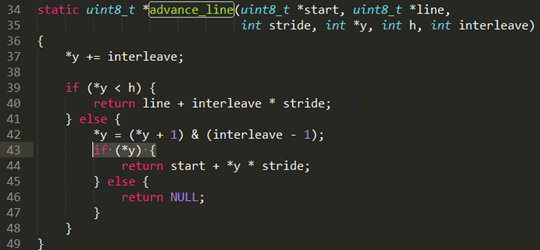 34 static uint8_t *advance_line(uint8_t *start, uint8_t *line,
35 int stride, int *y, int h, int interleave)
36 {
37 *y += interleave;
38
39 if (*y < h) {
40 return line + interleave * stride;
41 } else {
42 *y = (*y + 1) & (interleave - 1);
43 if (*y) {
44 return start + *y * stride;
45 } else {
46 return NULL;
47 }
48 }
49 }